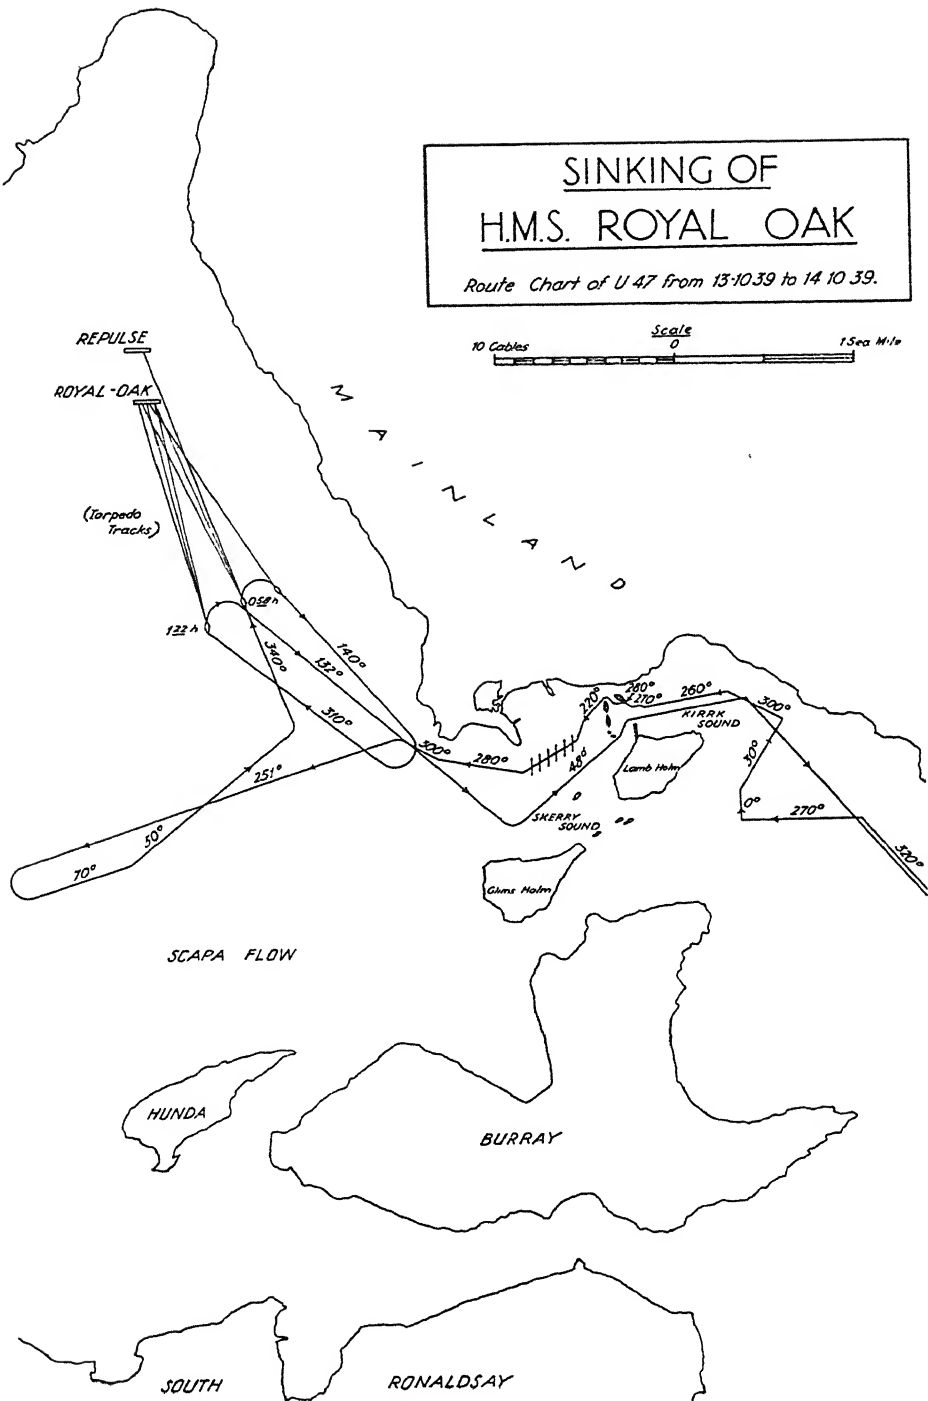 SINKING OF
H.M.S. ROYAL OAK
Route Chart of U 47 from 13·10 39 to 14 10 39.
Scale
10 Cables
0
1 Sea Mile
REPULSE
ROYAL-OAK
MAINLAND
(Torpedo
Tracks)
058 h
122 h
340°
132°
140°
310°
300°
280°
220°
280°
270°
260°
KIRRK
SOUND
300°
30°
0°
270°
320°
48°
Lamb Holm
251°
50°
70°
SKERRY
SOUND
Glims Holm
SCAPA FLOW
HUNDA
BURRAY
SOUTH RONALDSAY